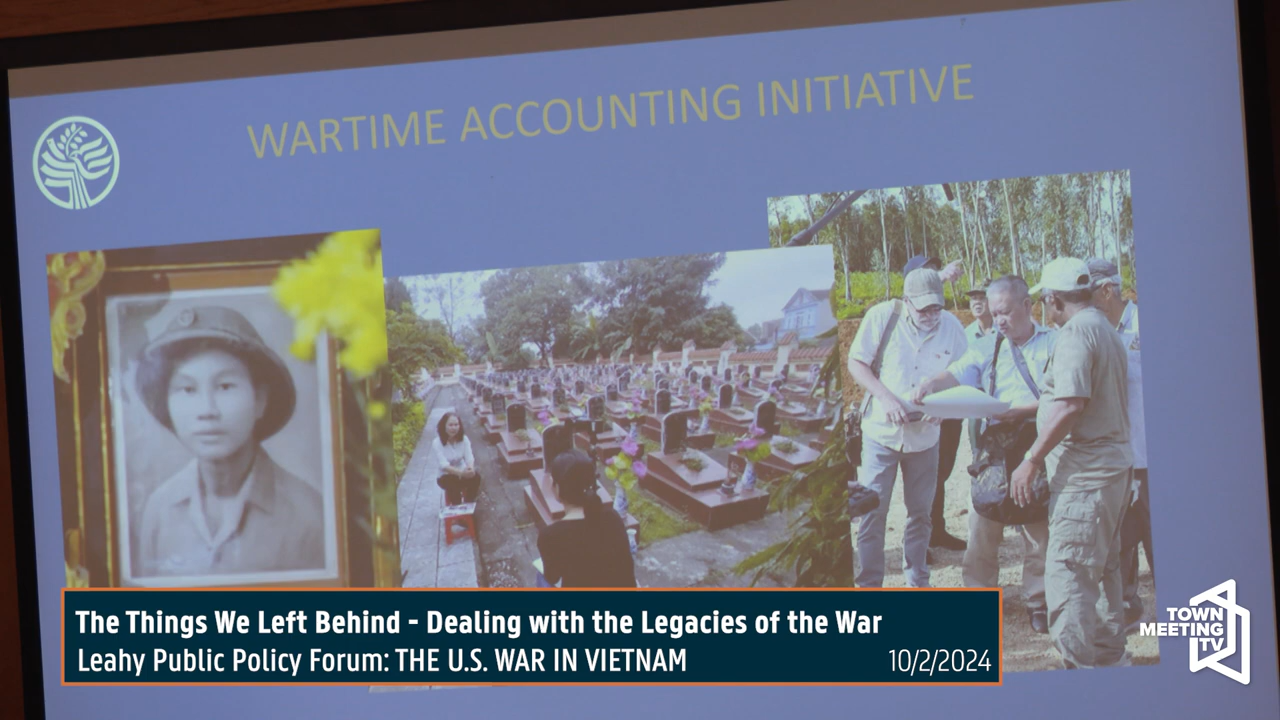 WARTIME ACCOUNTING INITIATIVE
The Things We Left Behind - Dealing with the Legacies of the War
Leahy Public Policy Forum: THE U.S. WAR IN VIETNAM 10/2/2024
TOWN
MEETING
TV